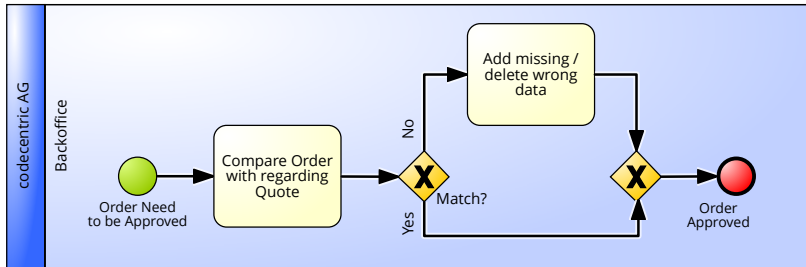 codecentric AG
Backoffice
Order Need
to be Approved
Compare Order
with regarding
Quote
Match?
No
Yes
Add missing /
delete wrong
data
Order
Approved